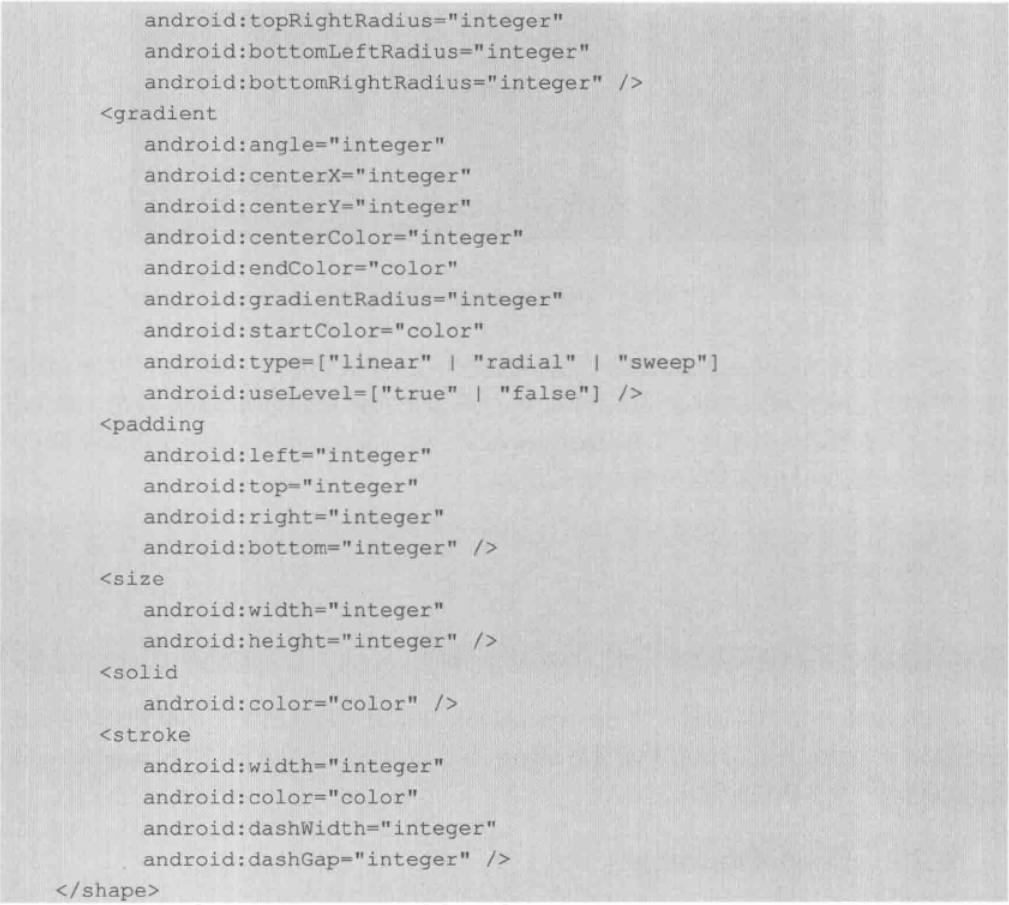 android:topRightRadius="integer"
android:bottomLeftRadius="integer"
android:bottomRightRadius="integer" />
<gradient
android:angle="integer"
android:centerX="integer"
android:centerY="integer"
android:centerColor="integer"
android:endColor="color"
android:gradientRadius="integer"
android:startColor="color"
android:type=["linear" | "radial" | "sweep"]
android:useLevel=["true" | "false"] />
<padding
android:left="integer"
android:top="integer"
android:right="integer"
android:bottom="integer" />
<size
android:width="integer"
android:height="integer" />
<solid
android:color="color" />
<stroke
android:width="integer"
android:color="color"
android:dashWidth="integer"
android:dashGap="integer" />
</shape>